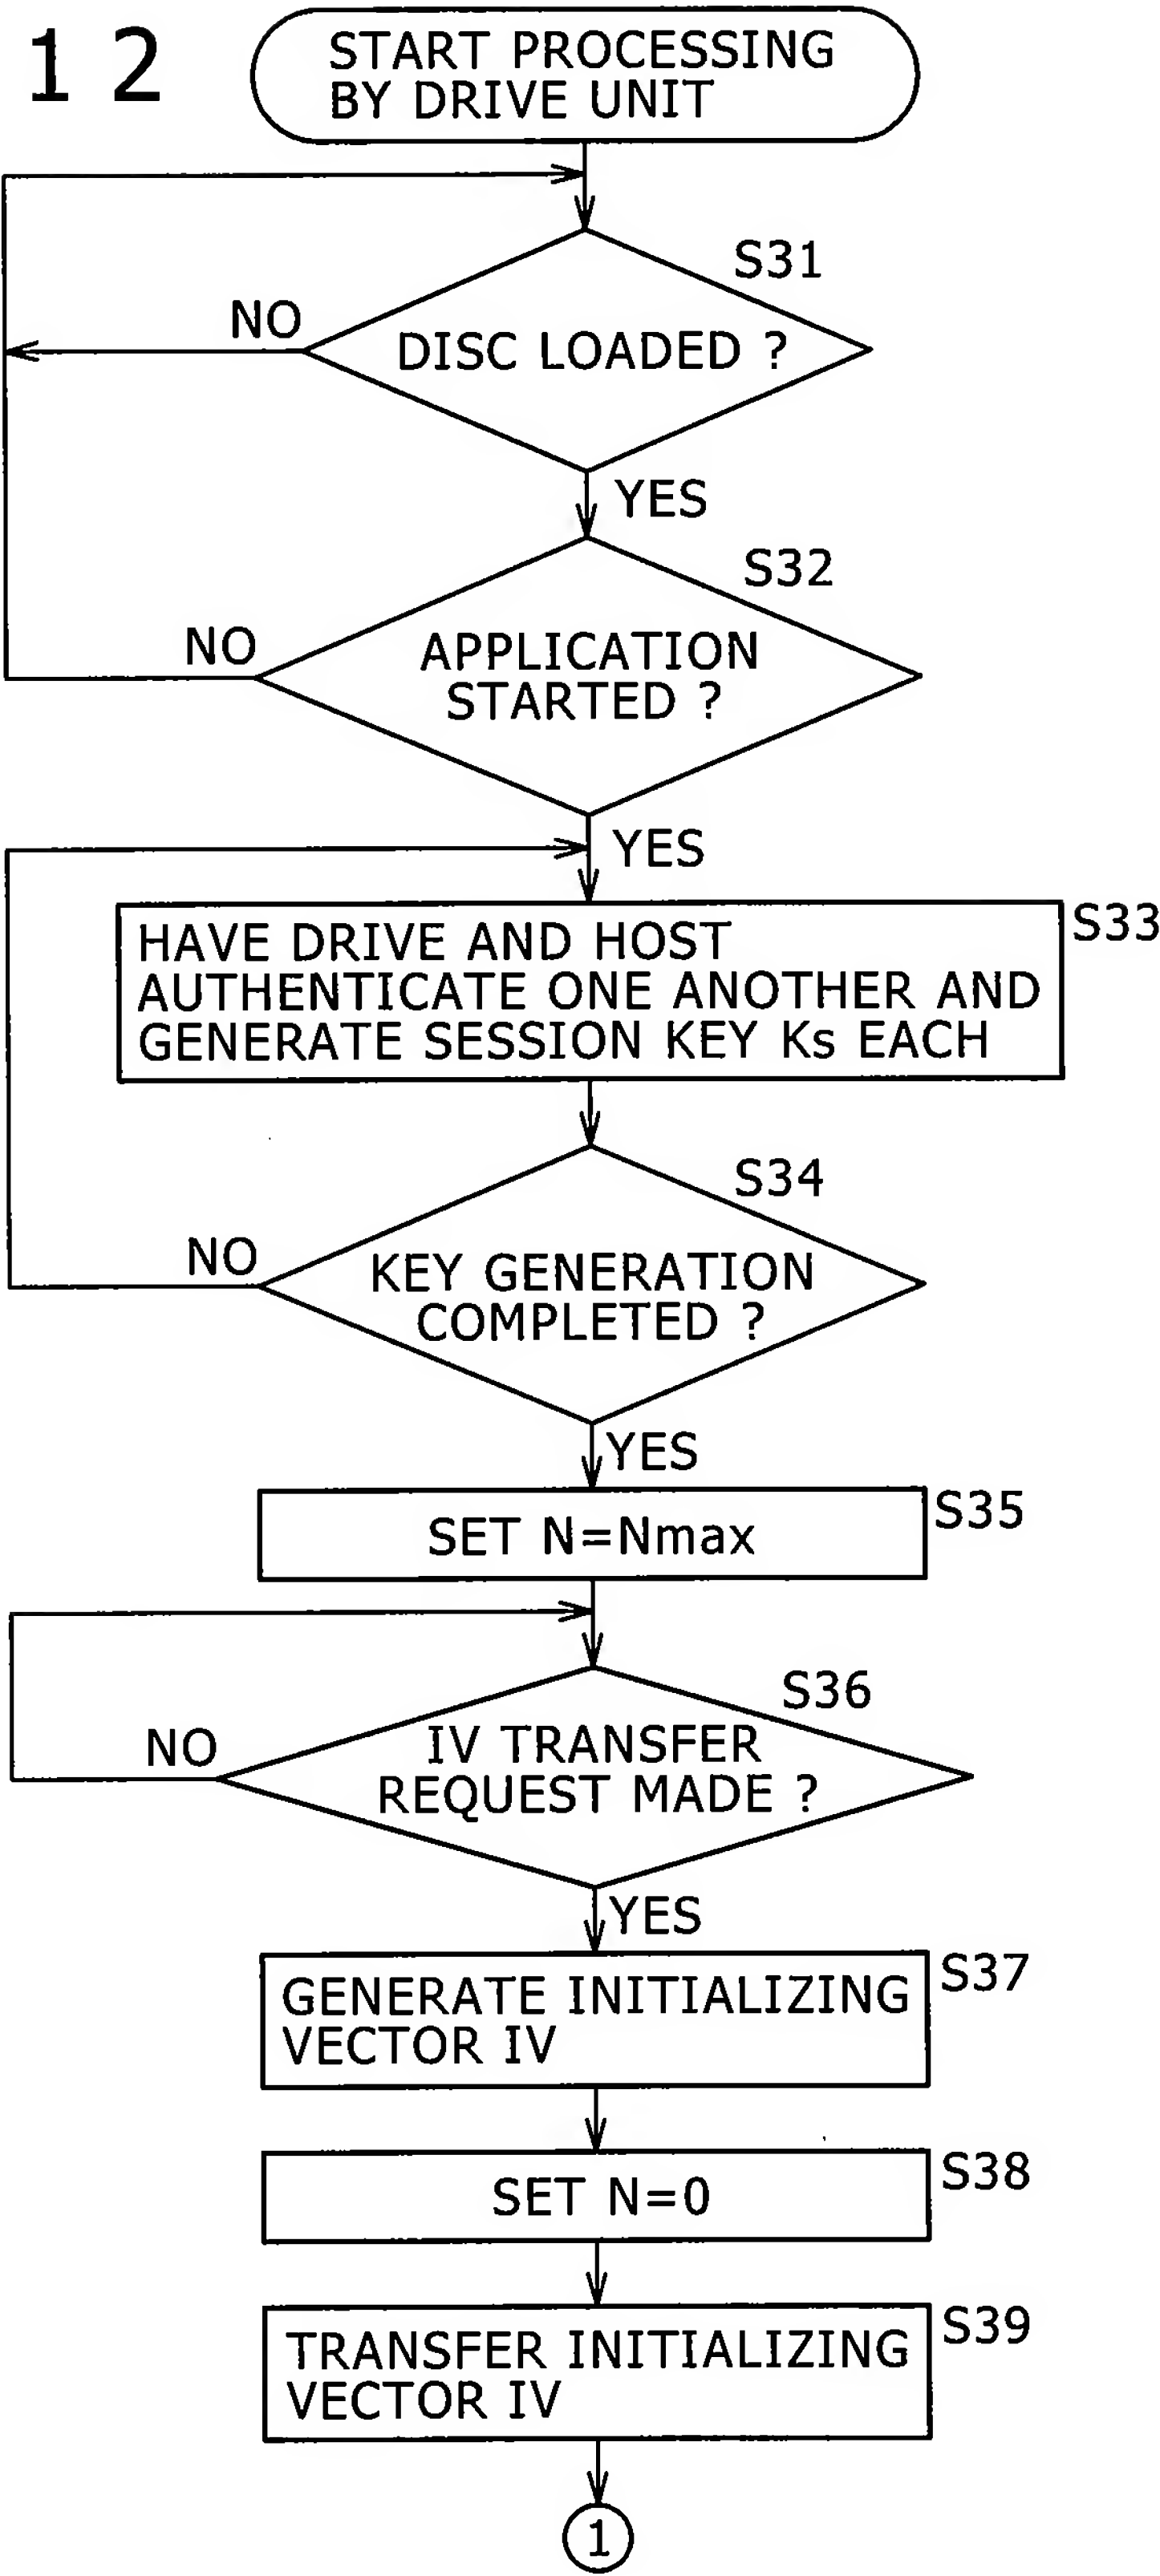 1 2
START PROCESSING
BY DRIVE UNIT
S31
NO
DISC LOADED ?
YES
S32
NO
APPLICATION
STARTED ?
YES
S33
HAVE DRIVE AND HOST
AUTHENTICATE ONE ANOTHER AND
GENERATE SESSION KEY Ks EACH
S34
NO
KEY GENERATION
COMPLETED ?
YES
S35
SET N=Nmax
S36
NO
IV TRANSFER
REQUEST MADE ?
YES
S37
GENERATE INITIALIZING
VECTOR IV
S38
SET N=0
S39
TRANSFER INITIALIZING
VECTOR IV
1